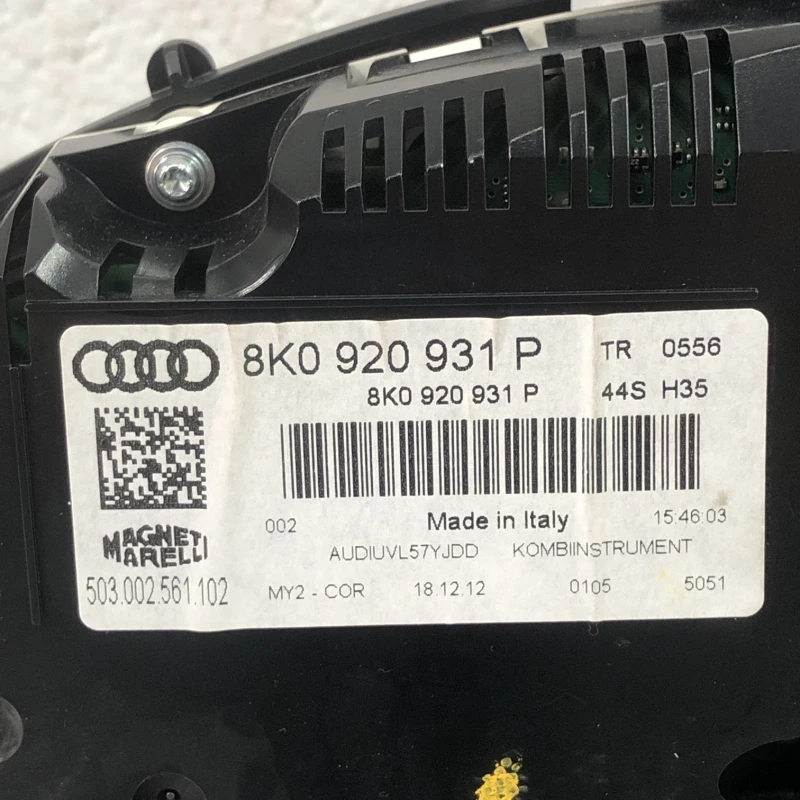 8K0 920 931 P TR 0556
8K0 920 931 P 44S H35
002 Made in Italy 15:46:03
MAGNETI MARELLI
AUDIUVL57YJDD KOMBIINSTRUMENT
503.002.561.102 MY2 - COR 18.12.12 0105 5051